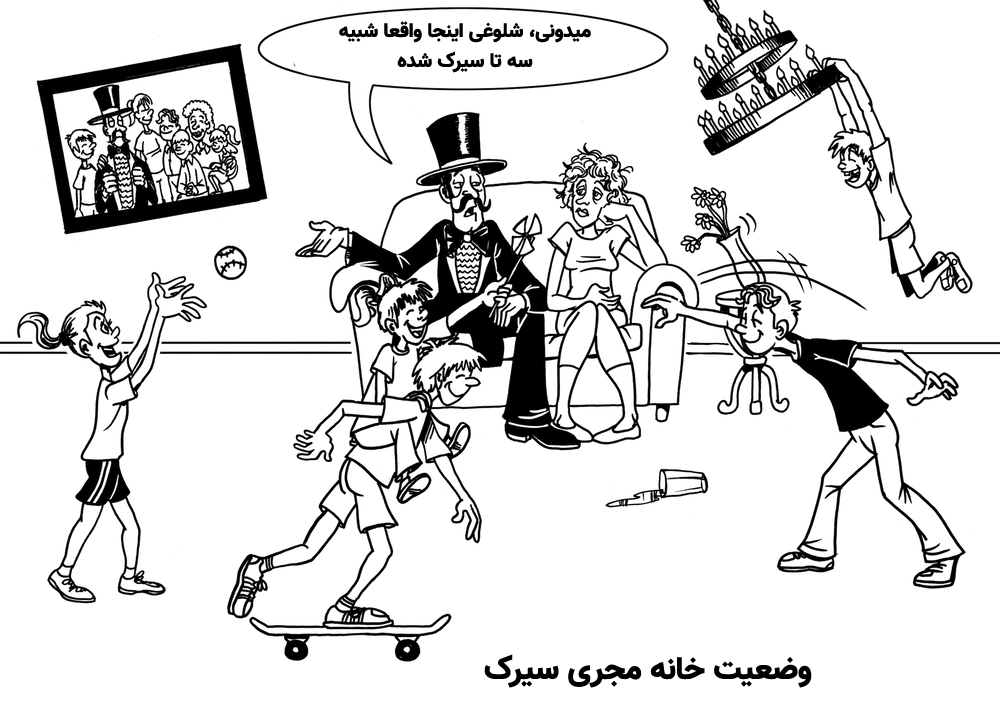 میدونی، شلوغی اینجا واقعا شبیه
سه تا سیرک شده
وضعیت خانه مجری سیرک